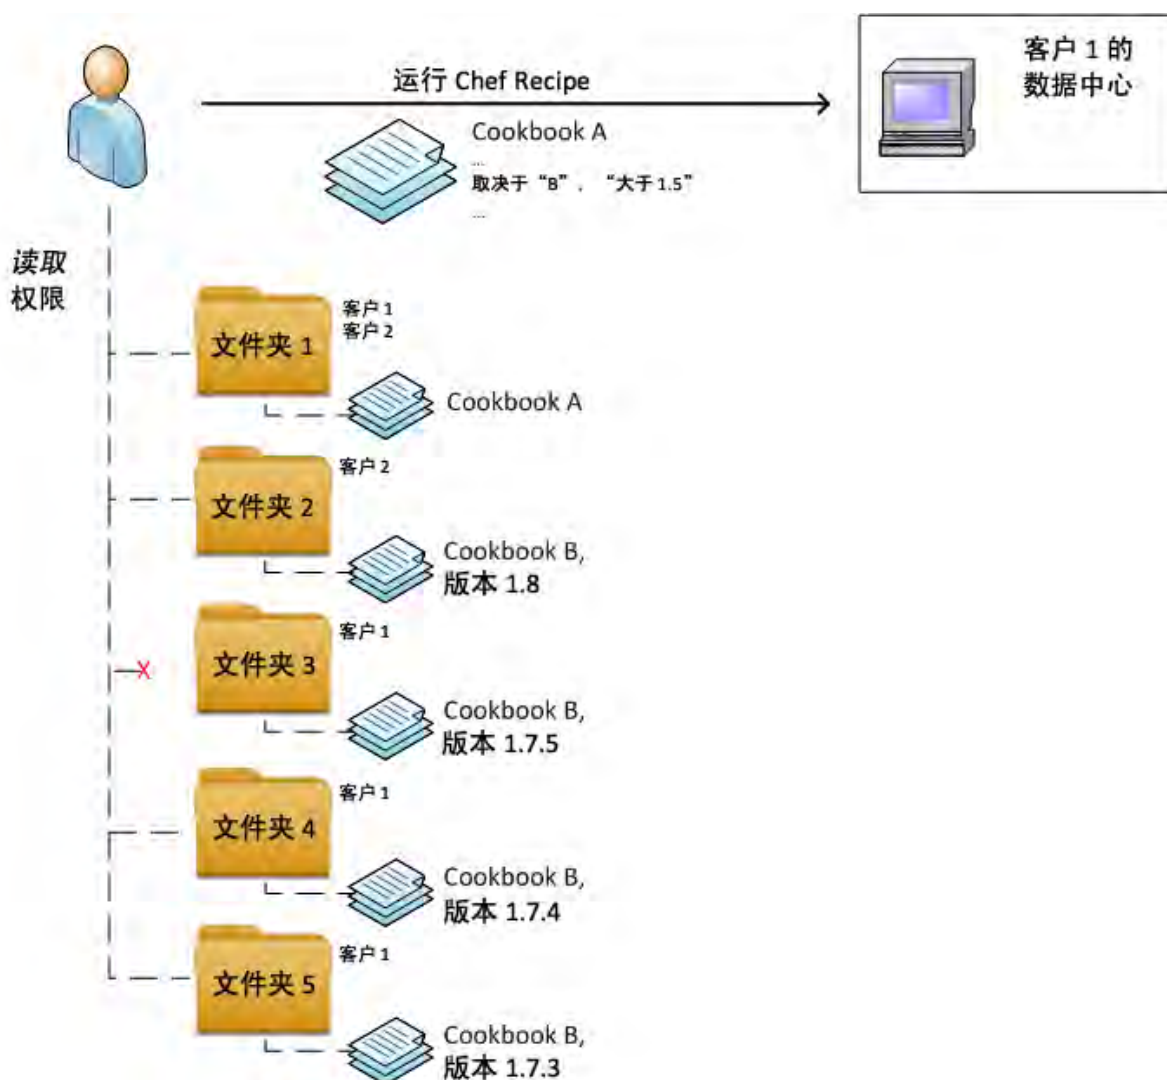 运行 Chef Recipe
客户 1 的
数据中心
Cookbook A
...
取决于“B”，“大于 1.5”
...
读取
权限
文件夹 1
客户 1
客户 2
Cookbook A
文件夹 2
客户 2
Cookbook B,
版本 1.8
文件夹 3
客户 1
Cookbook B,
版本 1.7.5
文件夹 4
客户 1
Cookbook B,
版本 1.7.4
文件夹 5
客户 1
Cookbook B,
版本 1.7.3